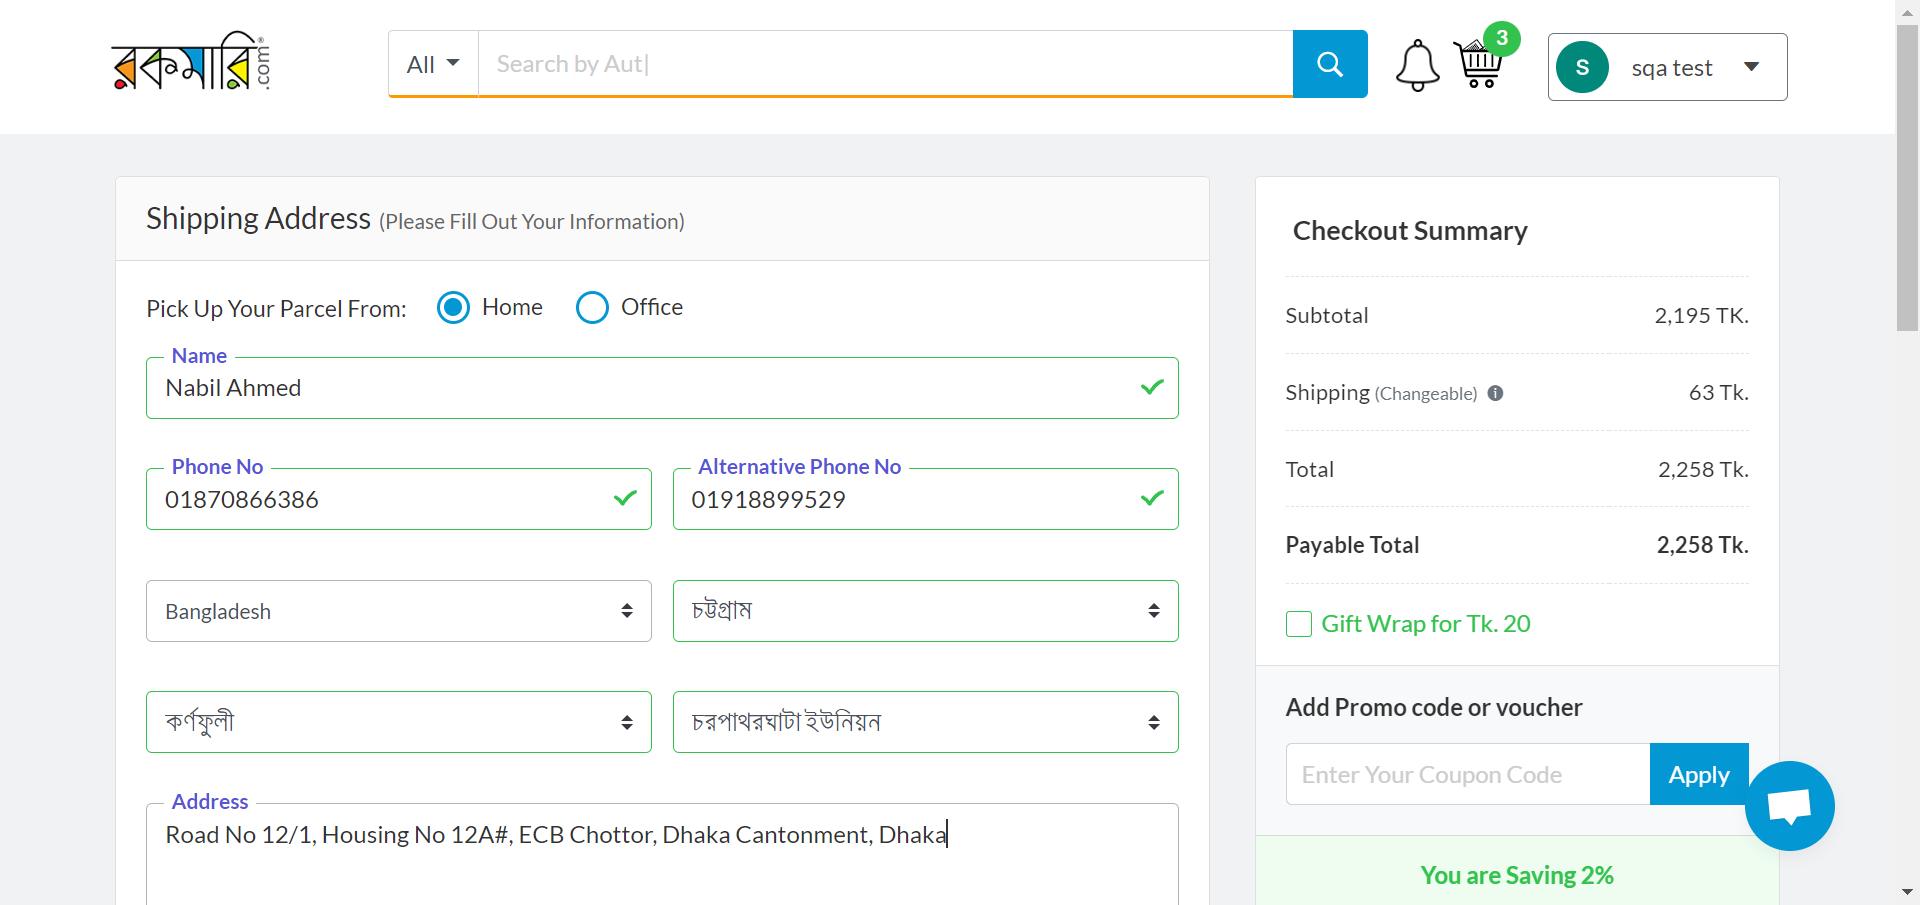 রকমারি
.com®
All
Search by Aut|
3
S
sqa test
Shipping Address (Please Fill Out Your Information)
Pick Up Your Parcel From:
Home
Office
Name
Nabil Ahmed
Phone No
01870866386
Alternative Phone No
01918899529
Bangladesh
চট্টগ্রাম
কর্ণফুলী
চরপাথরঘাটা ইউনিয়ন
Address
Road No 12/1, Housing No 12A#, ECB Chottor, Dhaka Cantonment, Dhaka
Checkout Summary
Subtotal 2,195 TK.
Shipping (Changeable) i 63 Tk.
Total 2,258 Tk.
Payable Total 2,258 Tk.
Gift Wrap for Tk. 20
Add Promo code or voucher
Enter Your Coupon Code
Apply
You are Saving 2%